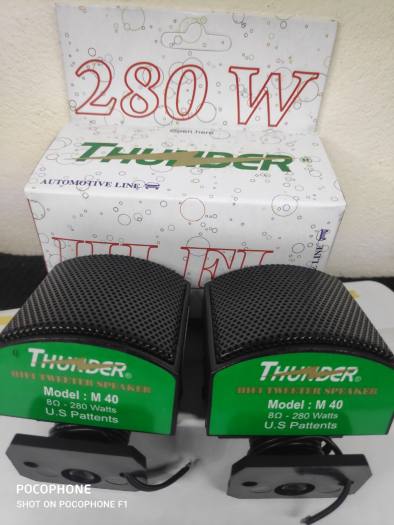 280 W
Open here
THUNDER®
AUTOMOTIVE LINE
HI-FI
LINE
THUNDER®
HIFI TWEETER SPEAKER
Model : M 40
8Ω - 280 Watts
U.S Pattents
THUNDER®
HIFI TWEETER SPEAKER
Model : M 40
8Ω - 280 Watts
U.S Pattents
POCOPHONE
SHOT ON POCOPHONE F1